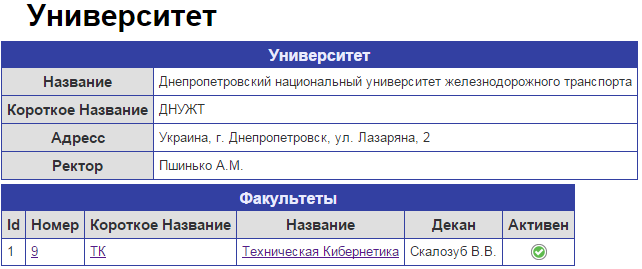 Университет
Университет
Название Днепропетровский национальный университет железнодорожного транспорта
Короткое Название ДНУЖТ
Адресс Украина, г. Днепропетровск, ул. Лазаряна, 2
Ректор Пшинько А.М.
Факультеты
Id Номер Короткое Название Название Декан Активен
1 9 ТК Техническая Кибернетика Скалозуб В.В.